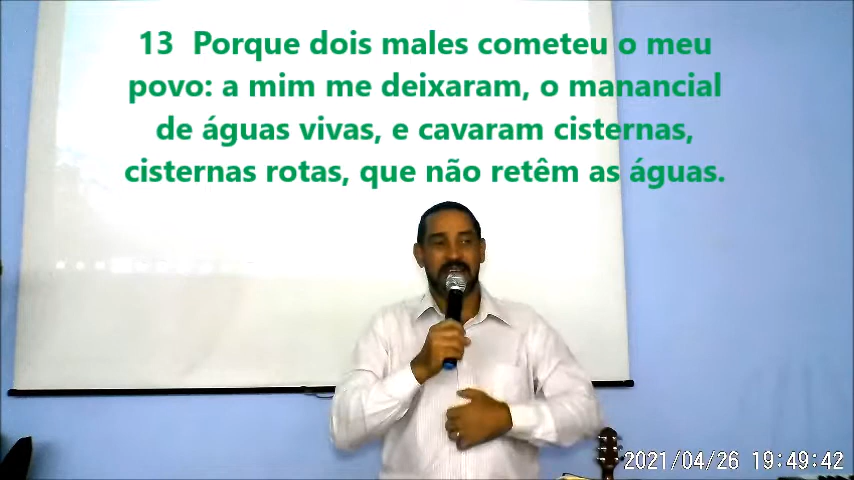 13 Porque dois males cometeu o meu
povo: a mim me deixaram, o manancial
de águas vivas, e cavaram cisternas,
cisternas rotas, que não retêm as águas.
2021/04/26 19:49:42